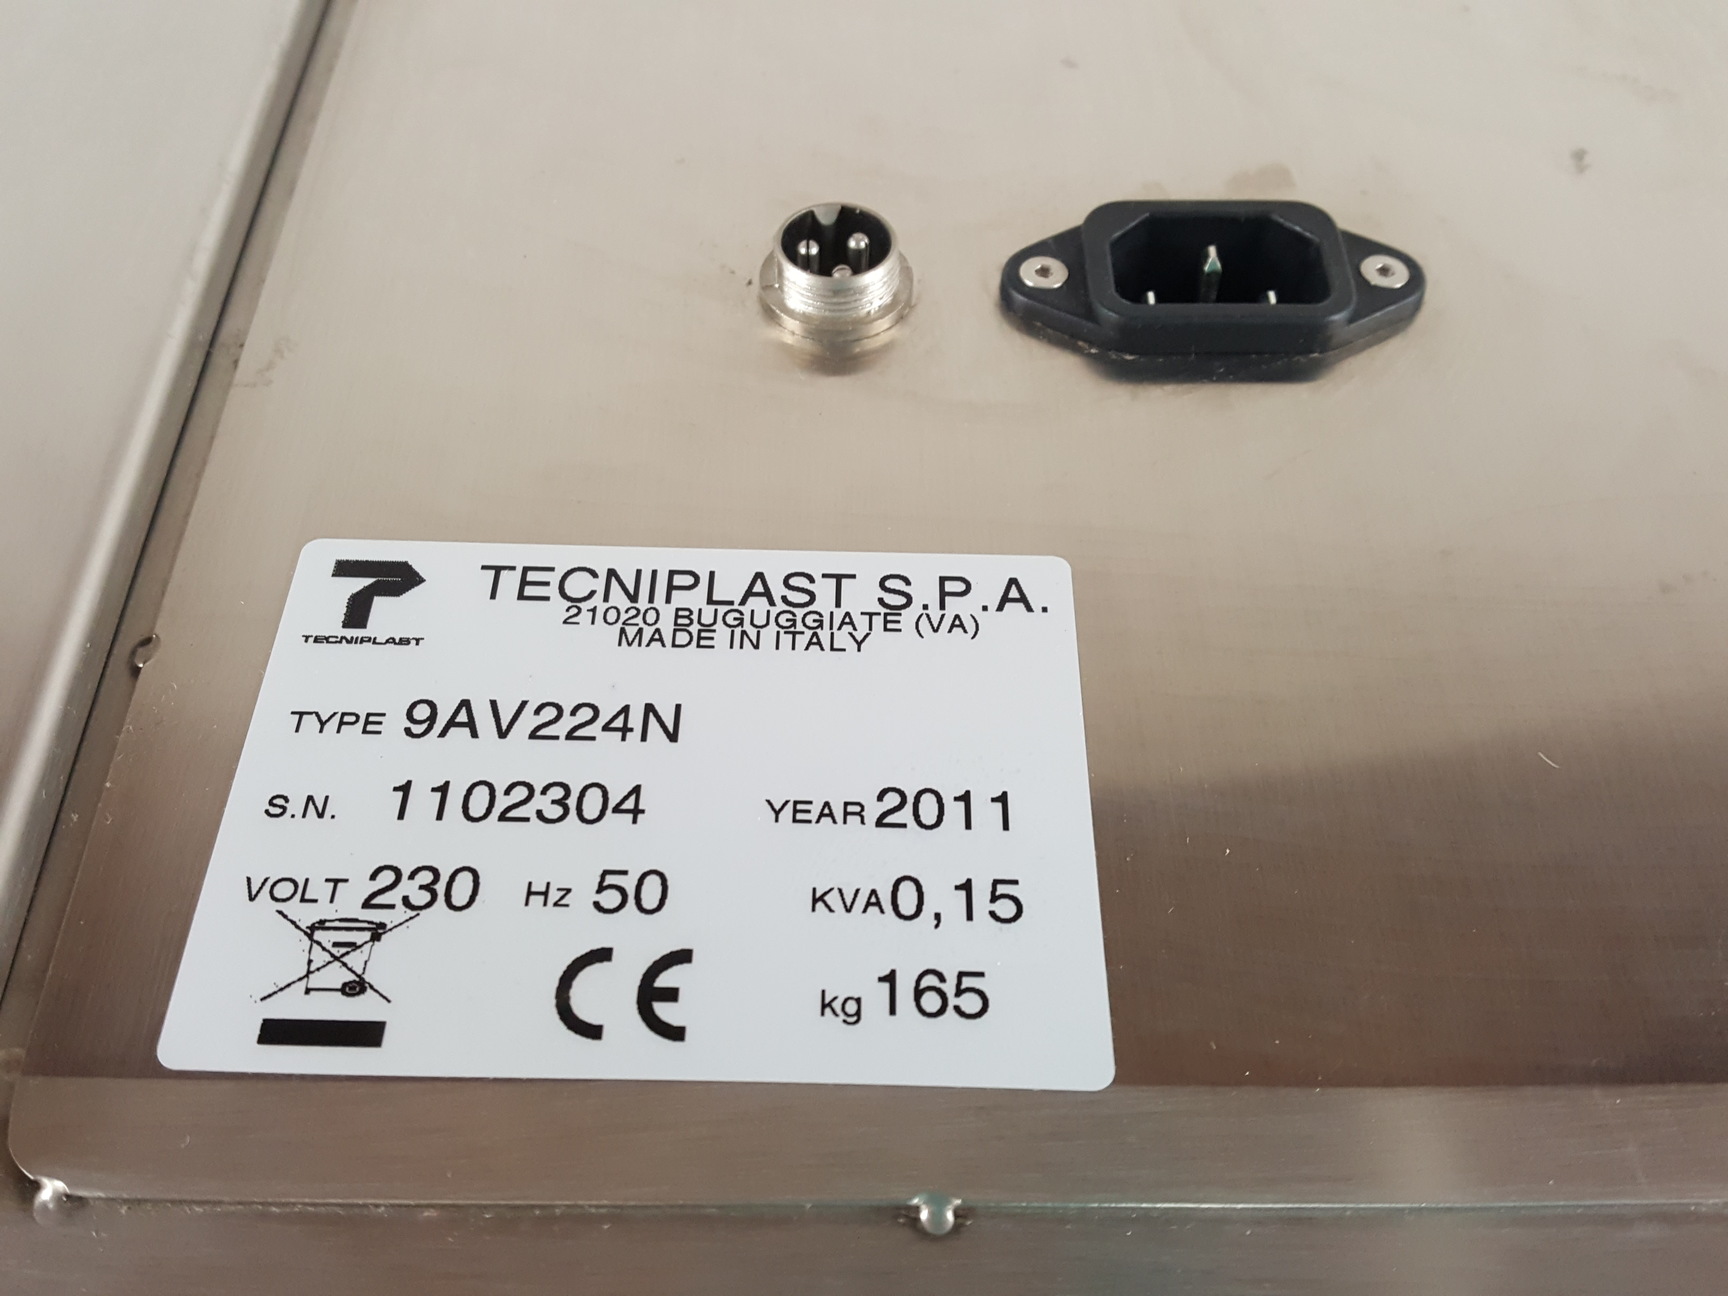 TECNIPLAST
TECNIPLAST S.P.A.
21020 BUGUGGIATE (VA)
MADE IN ITALY
TYPE 9AV224N
S.N. 1102304 YEAR 2011
VOLT 230 Hz 50 KVA 0,15
CE kg 165